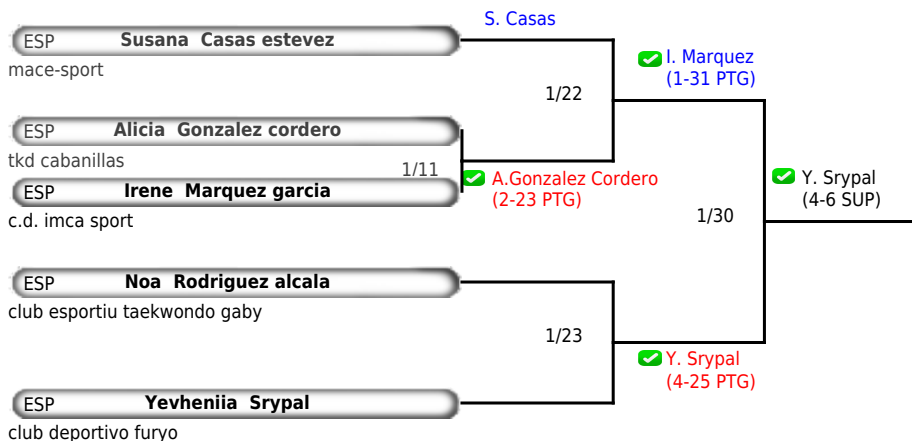 S. Casas
ESP Susana Casas estevez
mace-sport
I. Marquez
(1-31 PTG)
1/22
ESP Alicia Gonzalez cordero
tkd cabanillas
1/11
A.Gonzalez Cordero
(2-23 PTG)
Y. Srypal
(4-6 SUP)
ESP Irene Marquez garcia
c.d. imca sport
1/30
ESP Noa Rodriguez alcala
club esportiu taekwondo gaby
1/23
Y. Srypal
(4-25 PTG)
ESP Yevheniia Srypal
club deportivo furyo